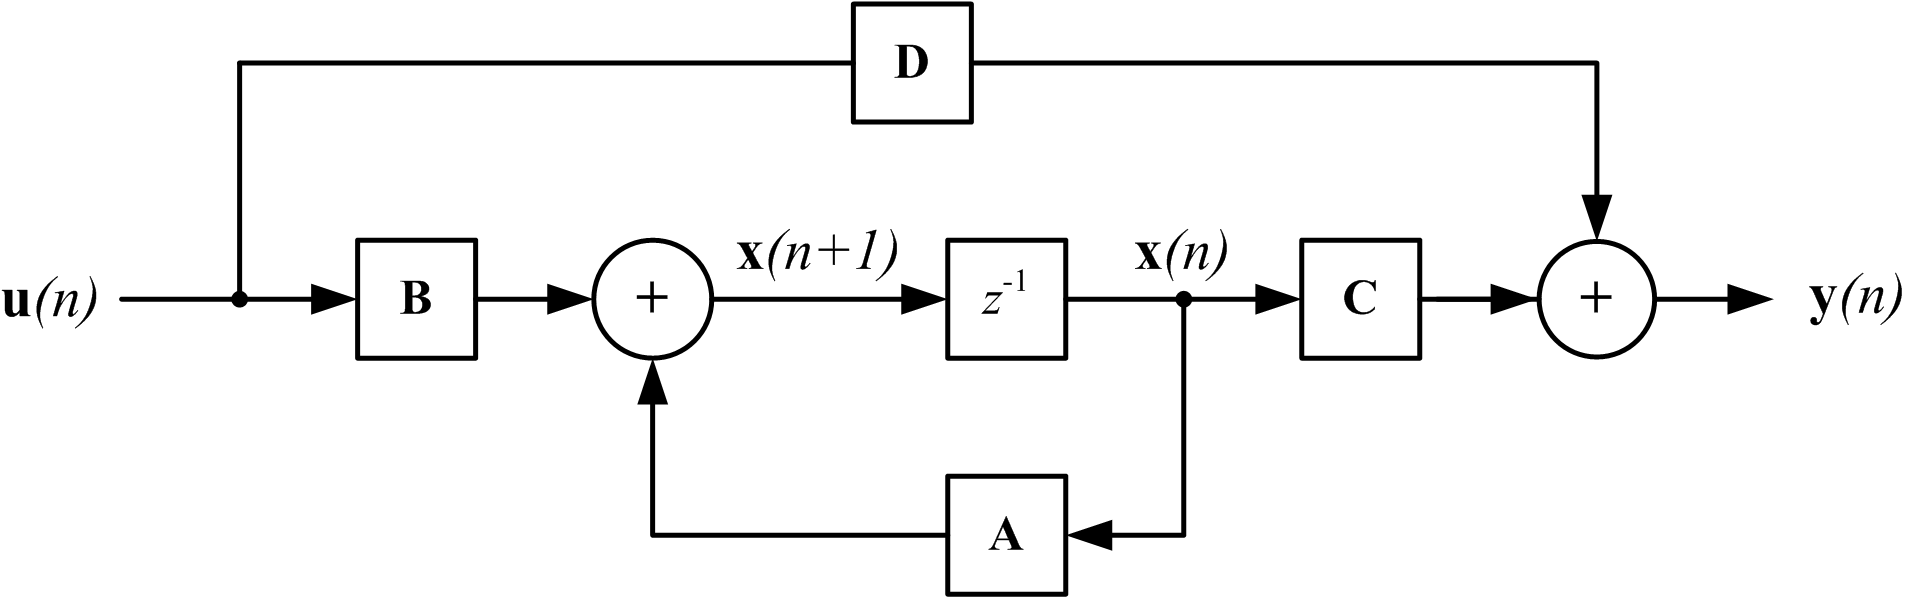 D
x(n+1)
x(n)
u(n)
B
+
z⁻¹
C
+
y(n)
A